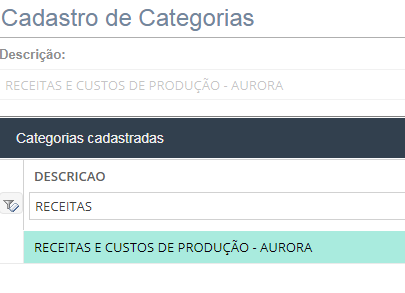 Cadastro de Categorias
Descrição:
RECEITAS E CUSTOS DE PRODUÇÃO - AURORA
Categorias cadastradas
DESCRICAO
RECEITAS
RECEITAS E CUSTOS DE PRODUÇÃO - AURORA